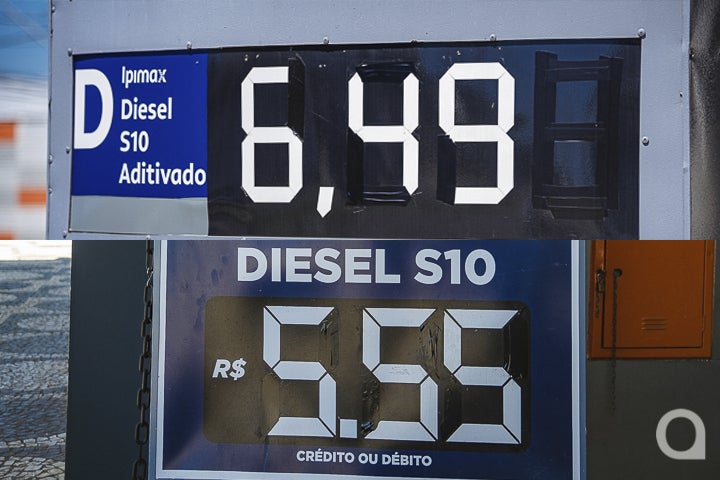 D
Ipimax
Diesel
S10
Aditivado
6,49
DIESEL S10
R$ 5.55
CRÉDITO OU DÉBITO
a